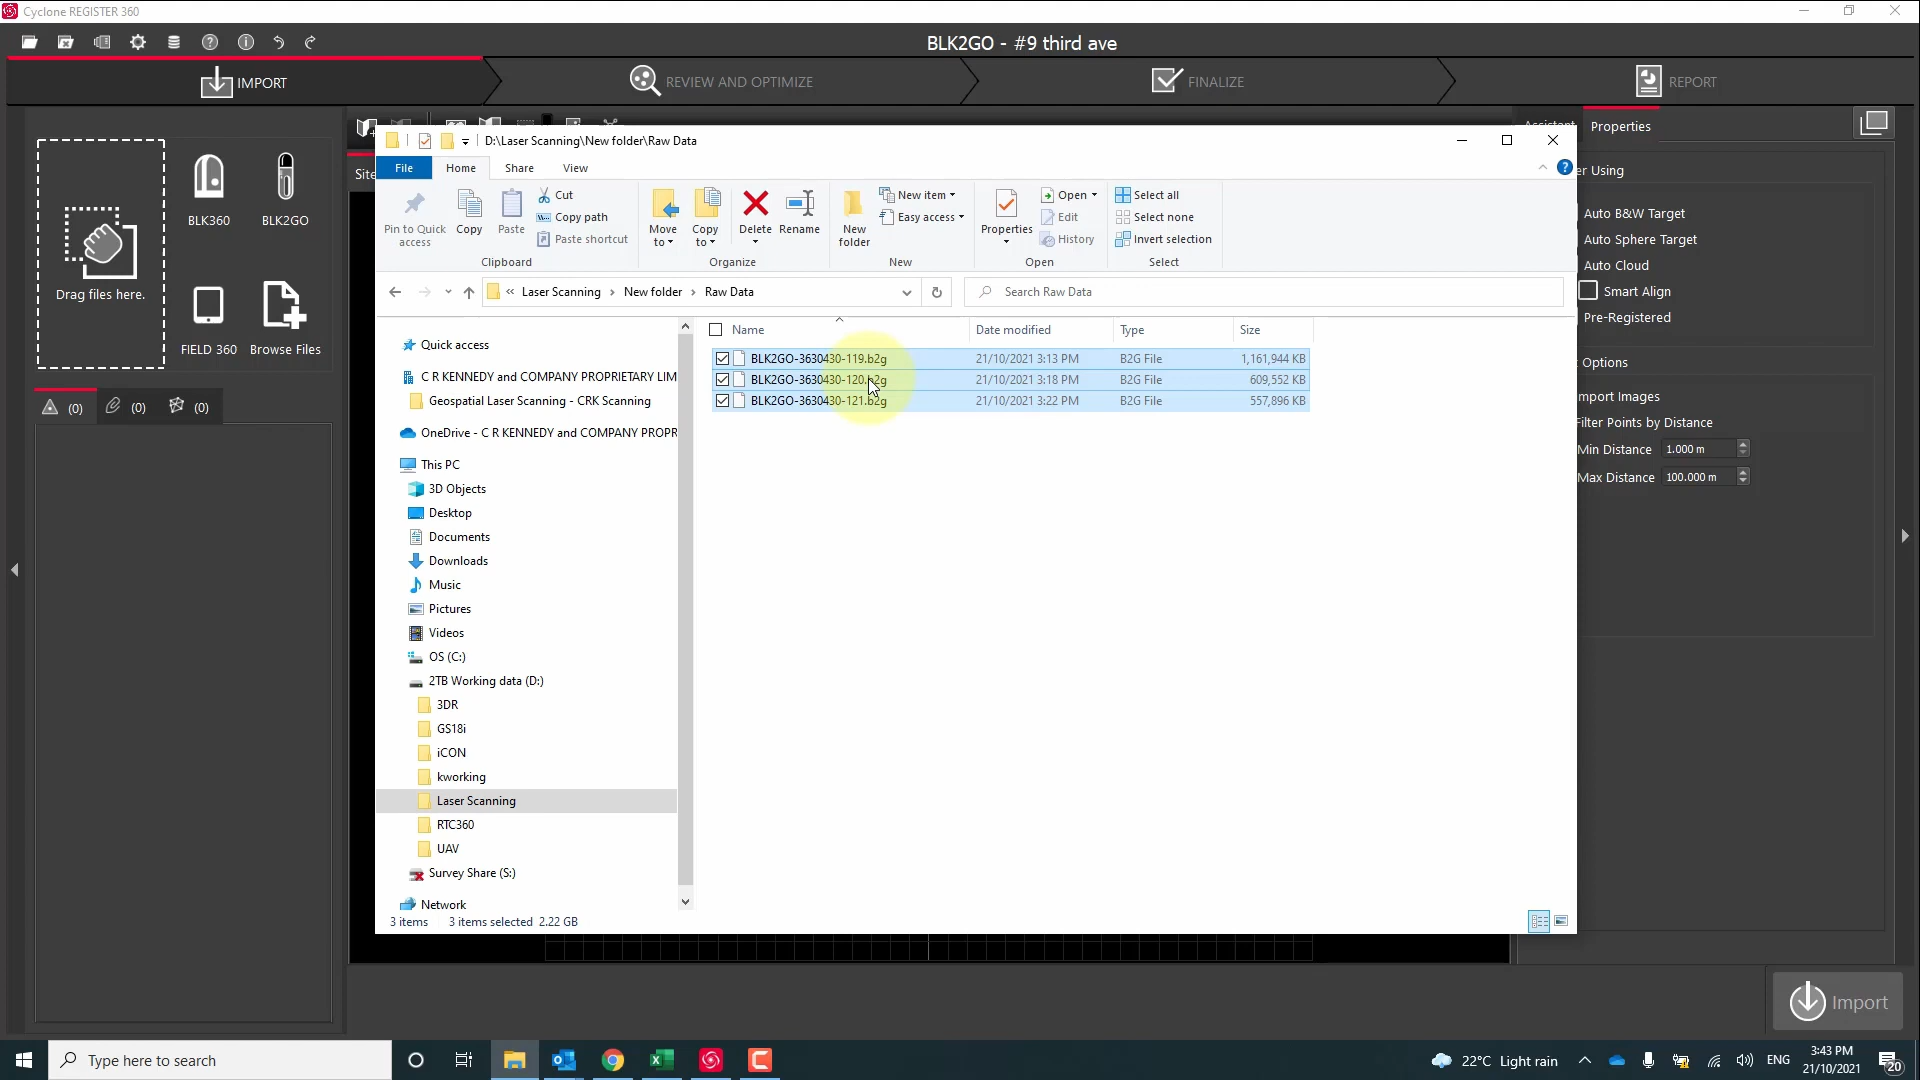 Cyclone REGISTER 360
BLK2GO - #9 third ave
IMPORT
REVIEW AND OPTIMIZE
FINALIZE
REPORT
Drag files here.
BLK360
BLK2GO
FIELD 360
Browse Files
(0)
(0)
(0)
Site
D:\Laser Scanning\New folder\Raw Data
File
Home
Share
View
Pin to Quick access
Copy
Paste
Cut
Copy path
Paste shortcut
Clipboard
Move to
Copy to
Delete
Rename
Organize
New folder
New item
Easy access
New
Properties
Open
Edit
History
Open
Select all
Select none
Invert selection
Select
« Laser Scanning › New folder › Raw Data
Search Raw Data
Name
Date modified
Type
Size
BLK2GO-3630430-119.b2g 21/10/2021 3:13 PM B2G File 1,161,944 KB
BLK2GO-3630430-120.b2g 21/10/2021 3:18 PM B2G File 609,552 KB
BLK2GO-3630430-121.b2g 21/10/2021 3:22 PM B2G File 557,896 KB
Quick access
C R KENNEDY and COMPANY PROPRIETARY LIM
Geospatial Laser Scanning - CRK Scanning
OneDrive - C R KENNEDY and COMPANY PROPR
This PC
3D Objects
Desktop
Documents
Downloads
Music
Pictures
Videos
OS (C:)
2TB Working data (D:)
3DR
GS18i
iCON
kworking
Laser Scanning
RTC360
UAV
Survey Share (S:)
Network
3 items
3 items selected 2.22 GB
Properties
er Using
Auto B&W Target
Auto Sphere Target
Auto Cloud
Smart Align
Pre-Registered
Options
mport Images
Filter Points by Distance
Min Distance 1.000 m
Max Distance 100.000 m
Import
Type here to search
22°C Light rain
ENG
3:43 PM
21/10/2021
20